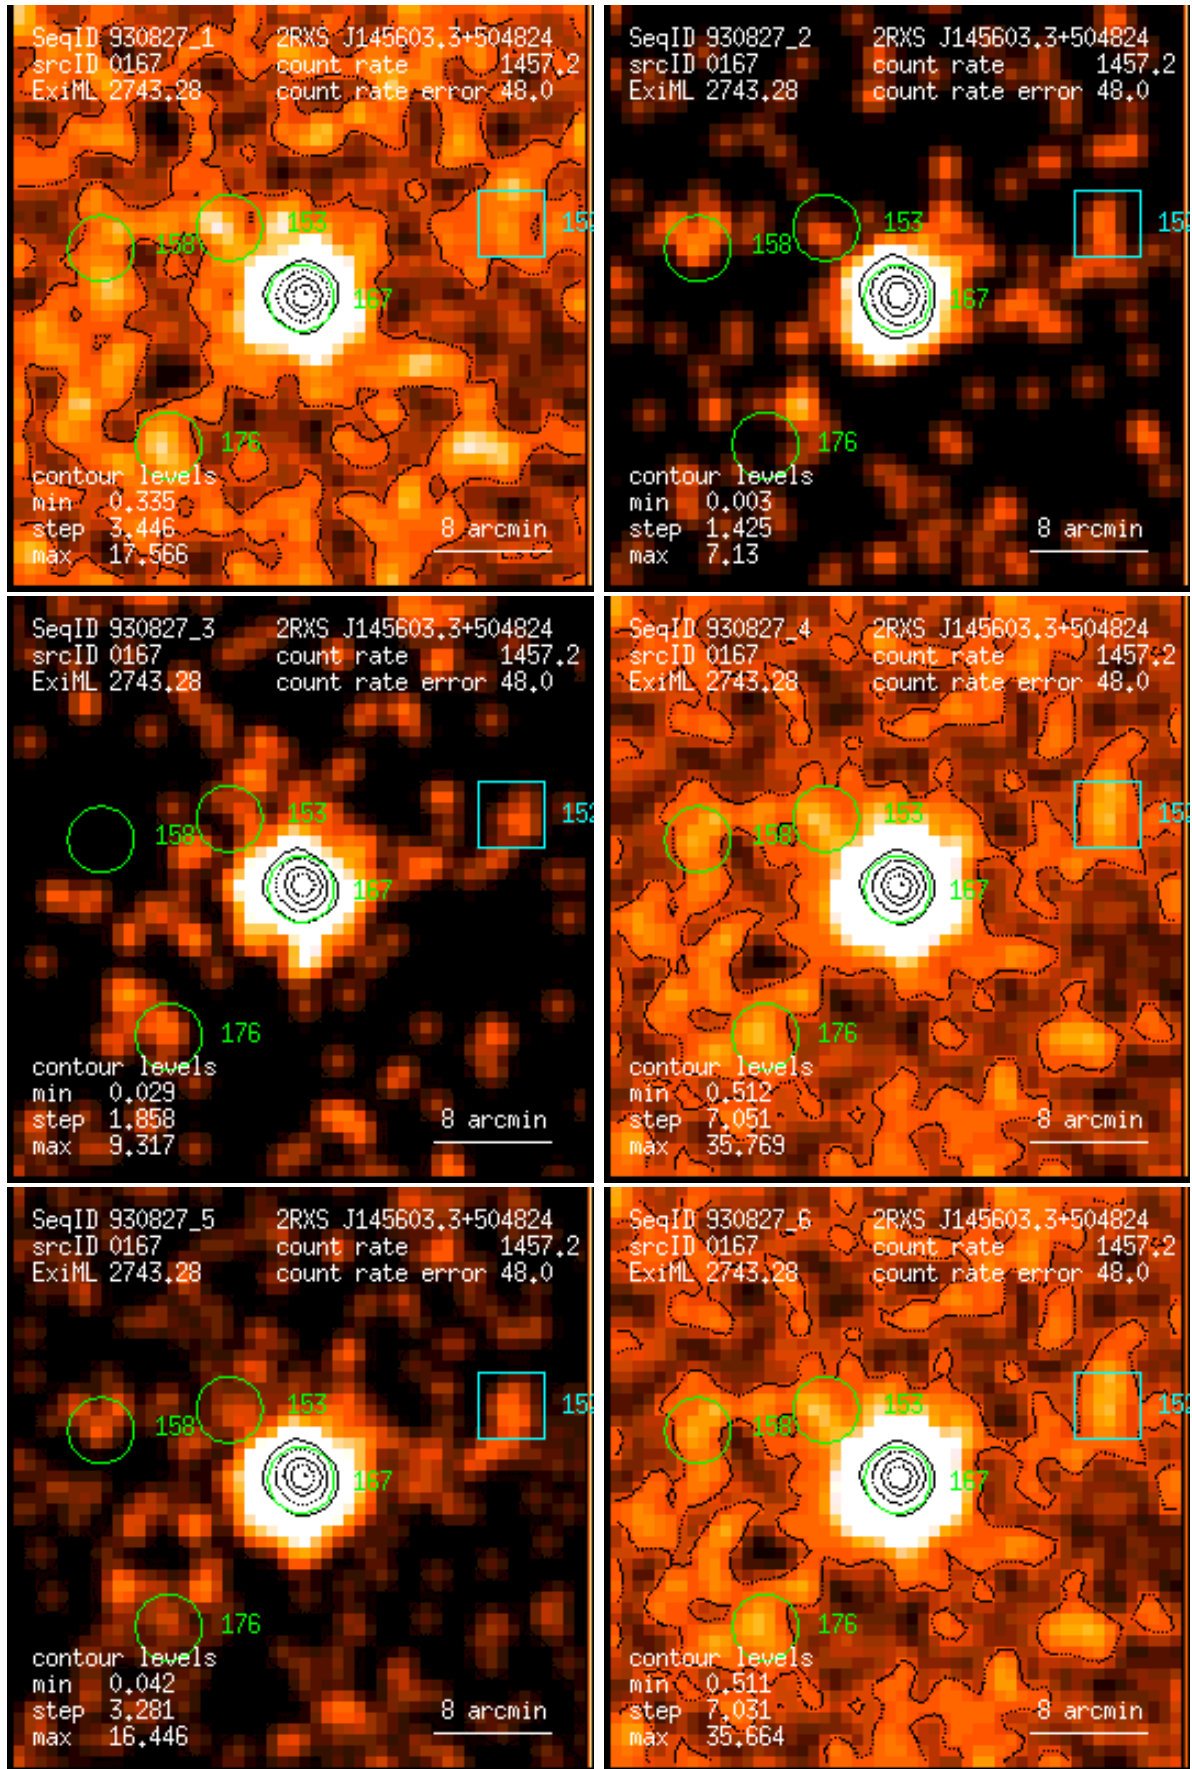 SeqID 930827_1 2RXS J145603.3+504824
srcID 0167 count rate 1457.2
ExiML 2743.28 count rate error 48.0
153
152
158
167
176
contour levels
min 0.335
step 3.446 8 arcmin
max 17.566
SeqID 930827_2 2RXS J145603.3+504824
srcID 0167 count rate 1457.2
ExiML 2743.28 count rate error 48.0
153
158
167
176
contour levels
min 0.003
step 1.425 8 arcmin
max 7.13
SeqID 930827_3 2RXS J145603.3+504824
srcID 0167 count rate 1457.2
ExiML 2743.28 count rate error 48.0
153
152
158
167
176
contour levels
min 0.029
step 1.858 8 arcmin
max 9.317
SeqID 930827_4 2RXS J145603.3+504824
srcID 0167 count rate 1457.2
ExiML 2743.28 count rate error 48.0
153
158
167
176
contour levels
min 0.512
step 7.051 8 arcmin
max 35.769
SeqID 930827_5 2RXS J145603.3+504824
srcID 0167 count rate 1457.2
ExiML 2743.28 count rate error 48.0
153
152
158
167
176
contour levels
min 0.042
step 3.281 8 arcmin
max 16.446
SeqID 930827_6 2RXS J145603.3+504824
srcID 0167 count rate 1457.2
ExiML 2743.28 count rate error 48.0
153
158
167
176
contour levels
min 0.511
step 7.031 8 arcmin
max 35.664